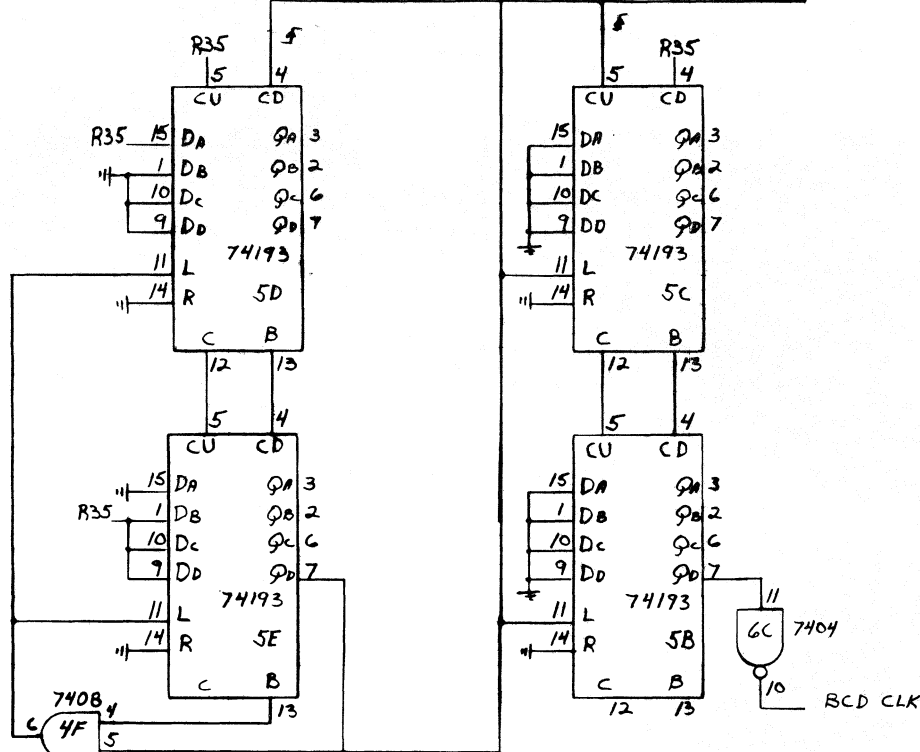 R35
5 4
CU CD
R35 15 DA QA 3
1 DB QB 2
10 DC QC 6
9 DD QD 7
74193
11 L
14 R 5D
C B
12 13
5 4
CU CD
15 DA QA 3
R35 1 DB QB 2
10 DC QC 6
9 DD QD 7
74193
11 L
14 R 5E
C B
13
7408
6 4F 4
5
R35
5 4
CU CD
15 DA QA 3
1 DB QB 2
10 DC QC 6
9 DD QD 7
74193
11 L
14 R 5C
C B
12 13
5 4
CU CD
15 DA QA 3
1 DB QB 2
10 DC QC 6
9 DD QD 7
74193
11 L
14 R 5B
C B
12 13
11
6C 7404
10
BCD CLK